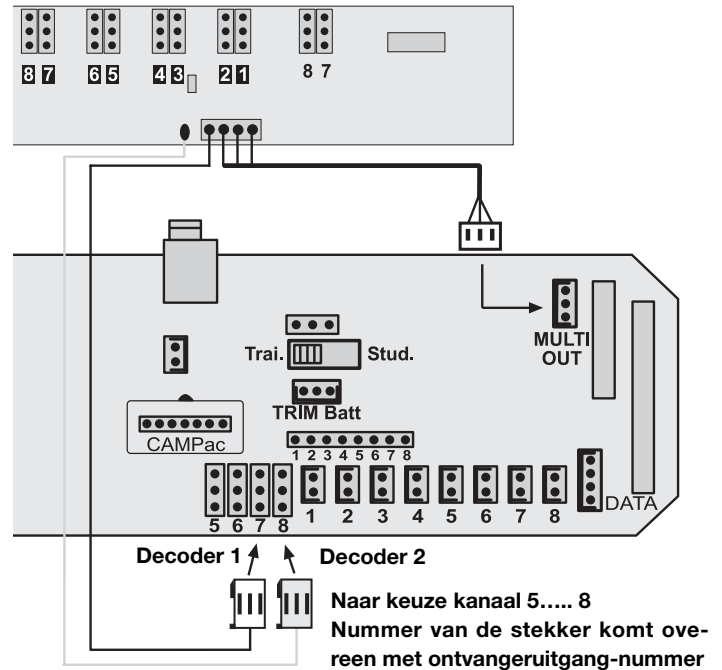 8 7 6 5 4 3 2 1 8 7
MULTI
OUT
Trai. Stud.
TRIM Batt
CAMPac
1 2 3 4 5 6 7 8
DATA
5 6 7 8 1 2 3 4 5 6 7 8
Decoder 1 Decoder 2
Naar keuze kanaal 5..... 8
Nummer van de stekker komt ove-
reen met ontvangeruitgang-nummer